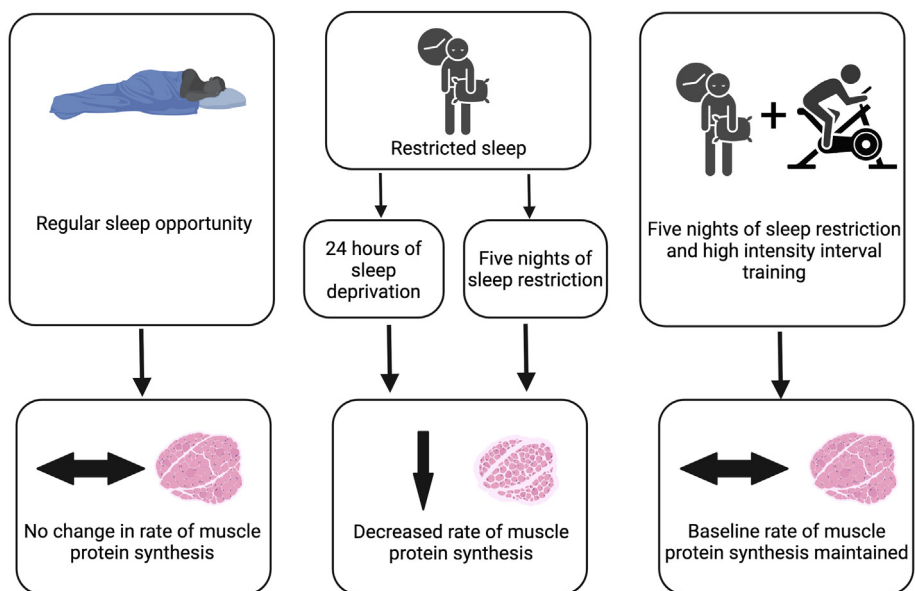 Regular sleep opportunity
Restricted sleep
24 hours of
sleep
deprivation
Five nights of
sleep restriction
+
Five nights of sleep restriction
and high intensity interval
training
No change in rate of muscle
protein synthesis
Decreased rate of muscle
protein synthesis
Baseline rate of muscle
protein synthesis maintained